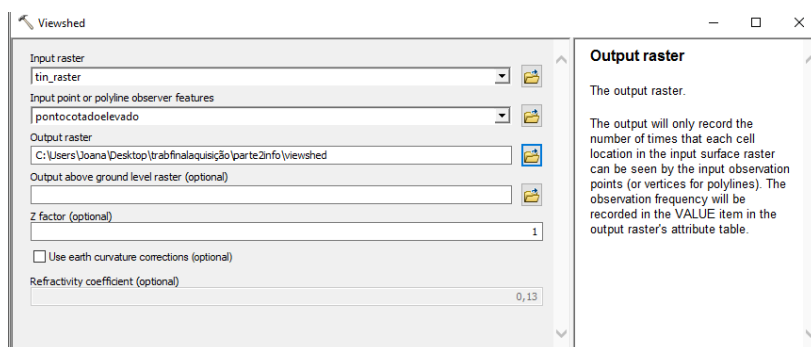 Viewshed
Input raster
tin_raster
Input point or polyline observer features
pontocotadoelevado
Output raster
C:\Users\Joana\Desktop\trabfinalaquisição\parte2info\viewshed
Output above ground level raster (optional)
Z factor (optional)
1
Use earth curvature corrections (optional)
Refractivity coefficient (optional)
0,13
Output raster
The output raster.
The output will only record the
number of times that each cell
location in the input surface raster
can be seen by the input observation
points (or vertices for polylines). The
observation frequency will be
recorded in the VALUE item in the
output raster's attribute table.